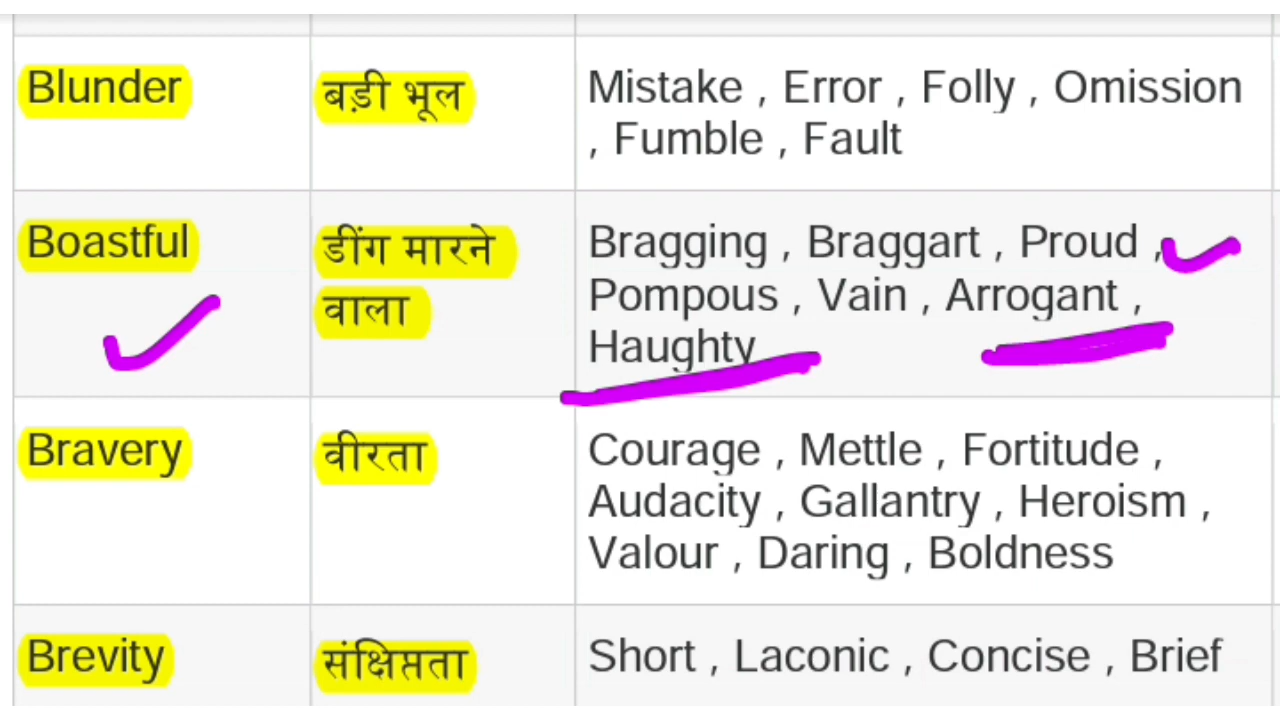 Blunder बड़ी भूल Mistake , Error , Folly , Omission
, Fumble , Fault
Boastful डींग मारने Bragging , Braggart , Proud ,
वाला Pompous , Vain , Arrogant ,
Haughty
Bravery वीरता Courage , Mettle , Fortitude ,
Audacity , Gallantry , Heroism ,
Valour , Daring , Boldness
Brevity संक्षिप्तता Short , Laconic , Concise , Brief